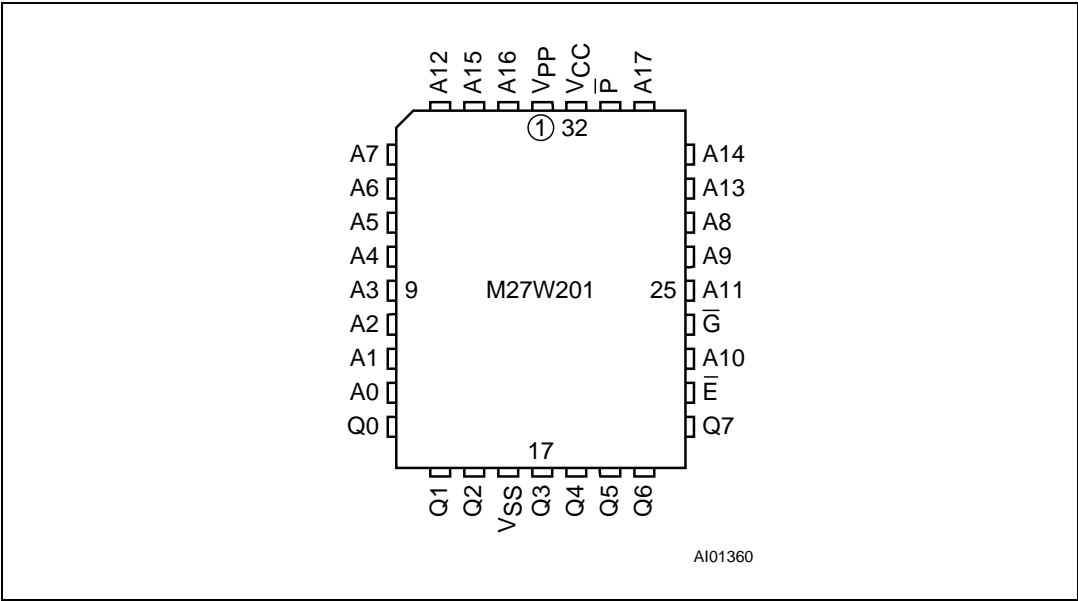 A12 A15 A16 VPP VCC P̅ A17
1 32
A7 A14
A6 A13
A5 A8
A4 A9
A3 9 M27W201 25 A11
A2 G̅
A1 A10
A0 E̅
Q0 Q7
17
Q1 Q2 VSS Q3 Q4 Q5 Q6
AI01360